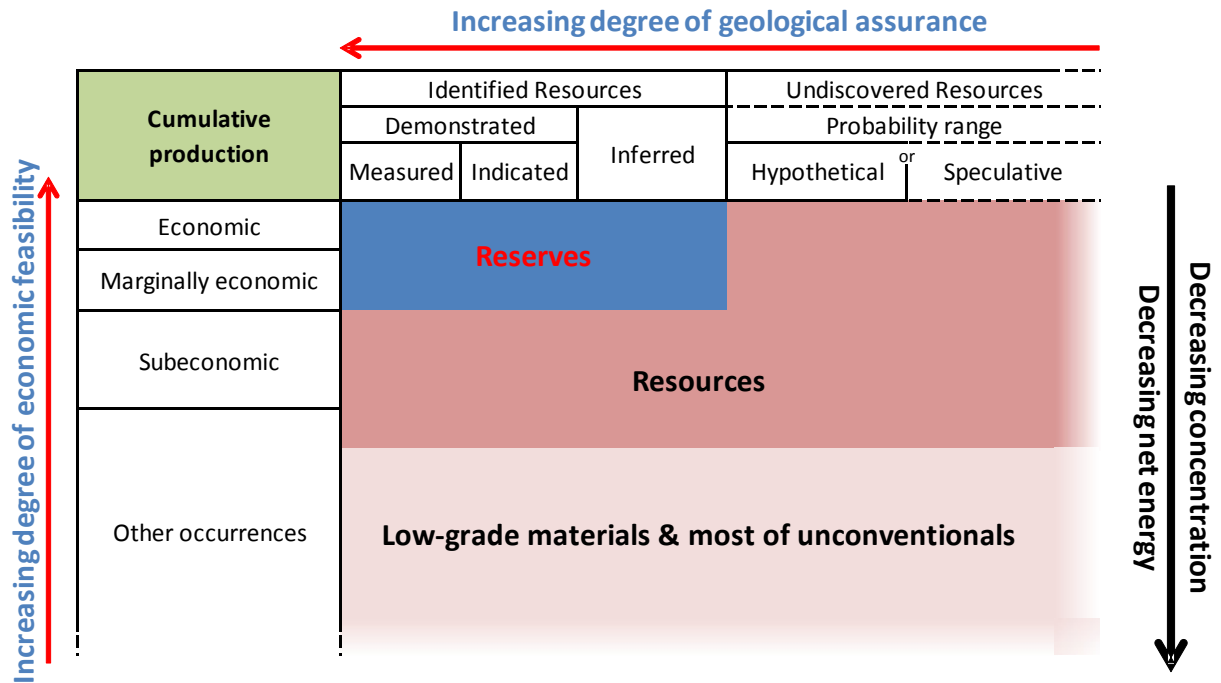 Increasing degree of geological assurance
Cumulative
production
Identified Resources
Undiscovered Resources
Demonstrated
Inferred
Probability range
Measured
Indicated
Hypothetical
or
Speculative
Economic
Marginally economic
Subeconomic
Other occurrences
Reserves
Resources
Low-grade materials & most of unconventionals
Increasing degree of economic feasibility
Decreasing concentration
Decreasing net energy